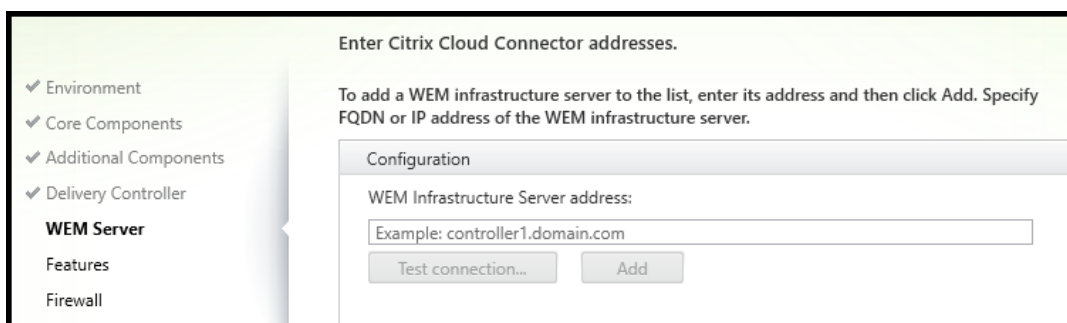 Enter Citrix Cloud Connector addresses.
Environment
Core Components
Additional Components
Delivery Controller
WEM Server
Features
Firewall
To add a WEM infrastructure server to the list, enter its address and then click Add. Specify
FQDN or IP address of the WEM infrastructure server.
Configuration
WEM Infrastructure Server address:
Example: controller1.domain.com
Test connection...
Add